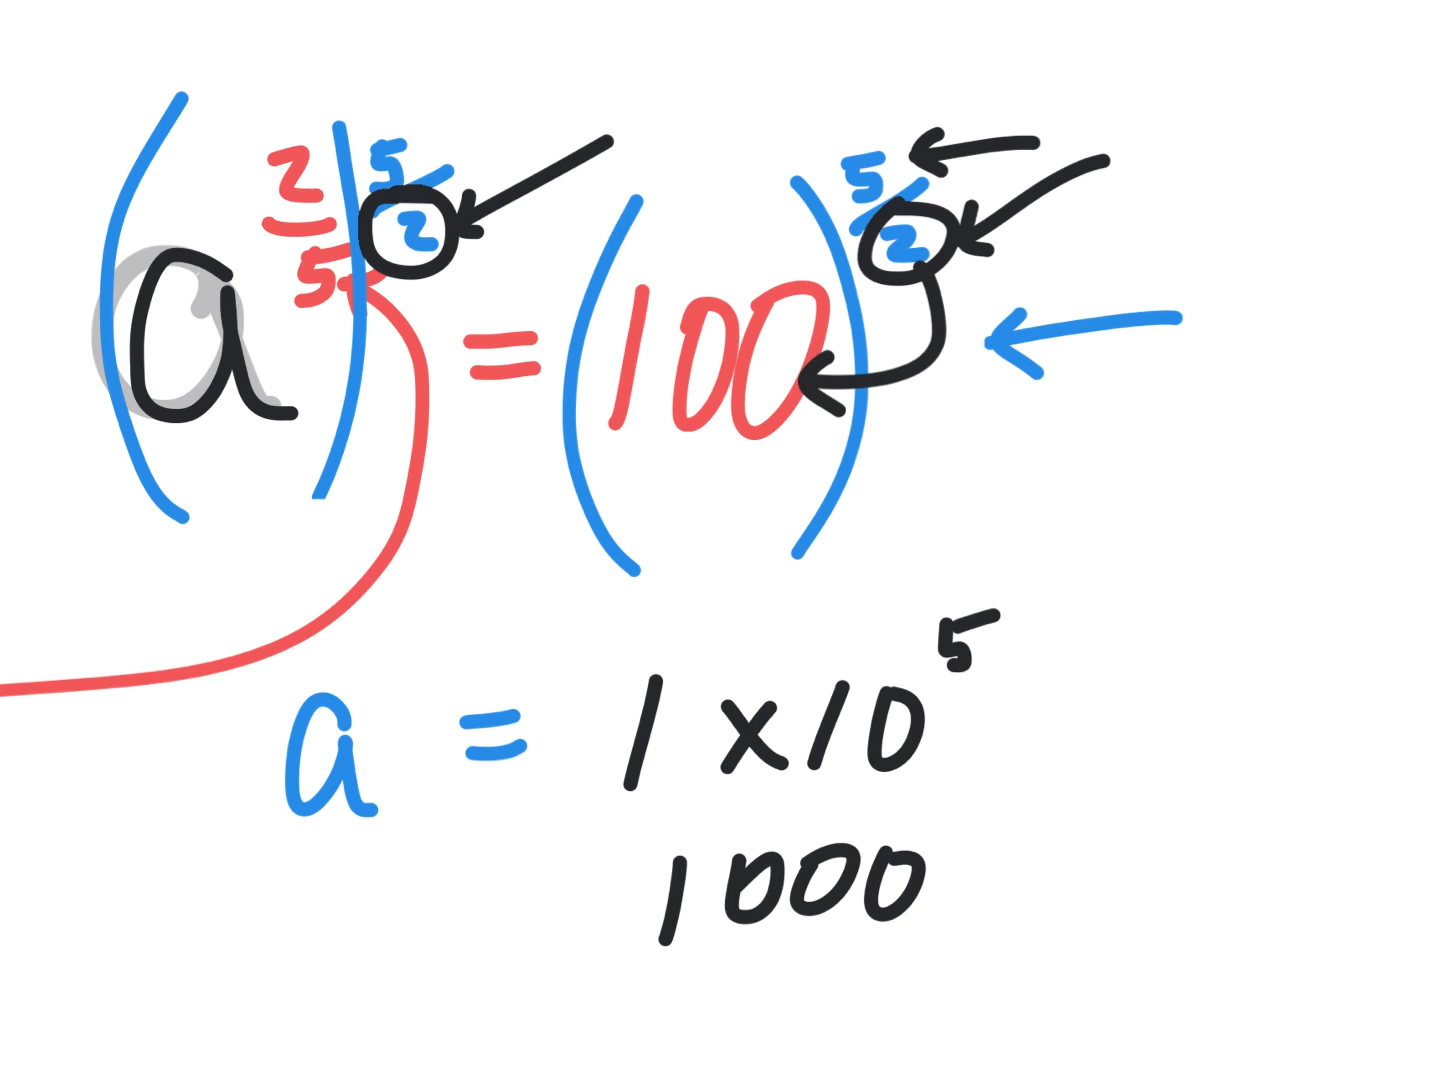 (a^(2/5))^(5/2) = (100)^(5/2)
a = 1 x 10^5
1000